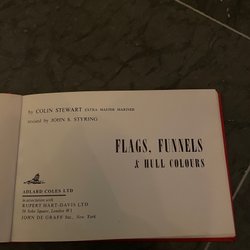 by COLIN STEWART EXTRA MASTER MARINER
revised by JOHN S. STYRING
FLAGS, FUNNELS
& HULL COLOURS
ADLARD COLES LTD
in association with
RUPERT HART-DAVIS LTD
36 Soho Square, London W1
JOHN DE GRAFF Inc., New York